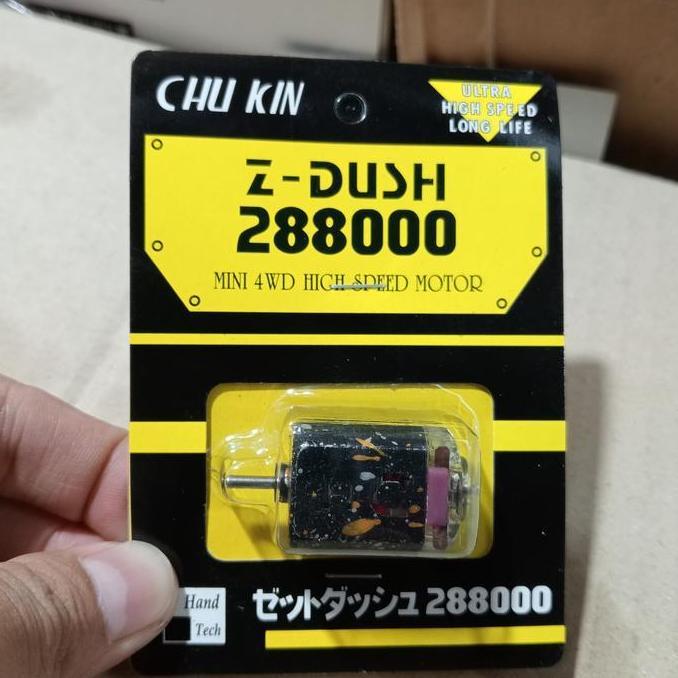 CHU KIN
ULTRA
HIGH SPEED
LONG LIFE
Z-DUSH
288000
MINI 4WD HIGH SPEED MOTOR
Hand
Tech
ゼットダッシュ 288000